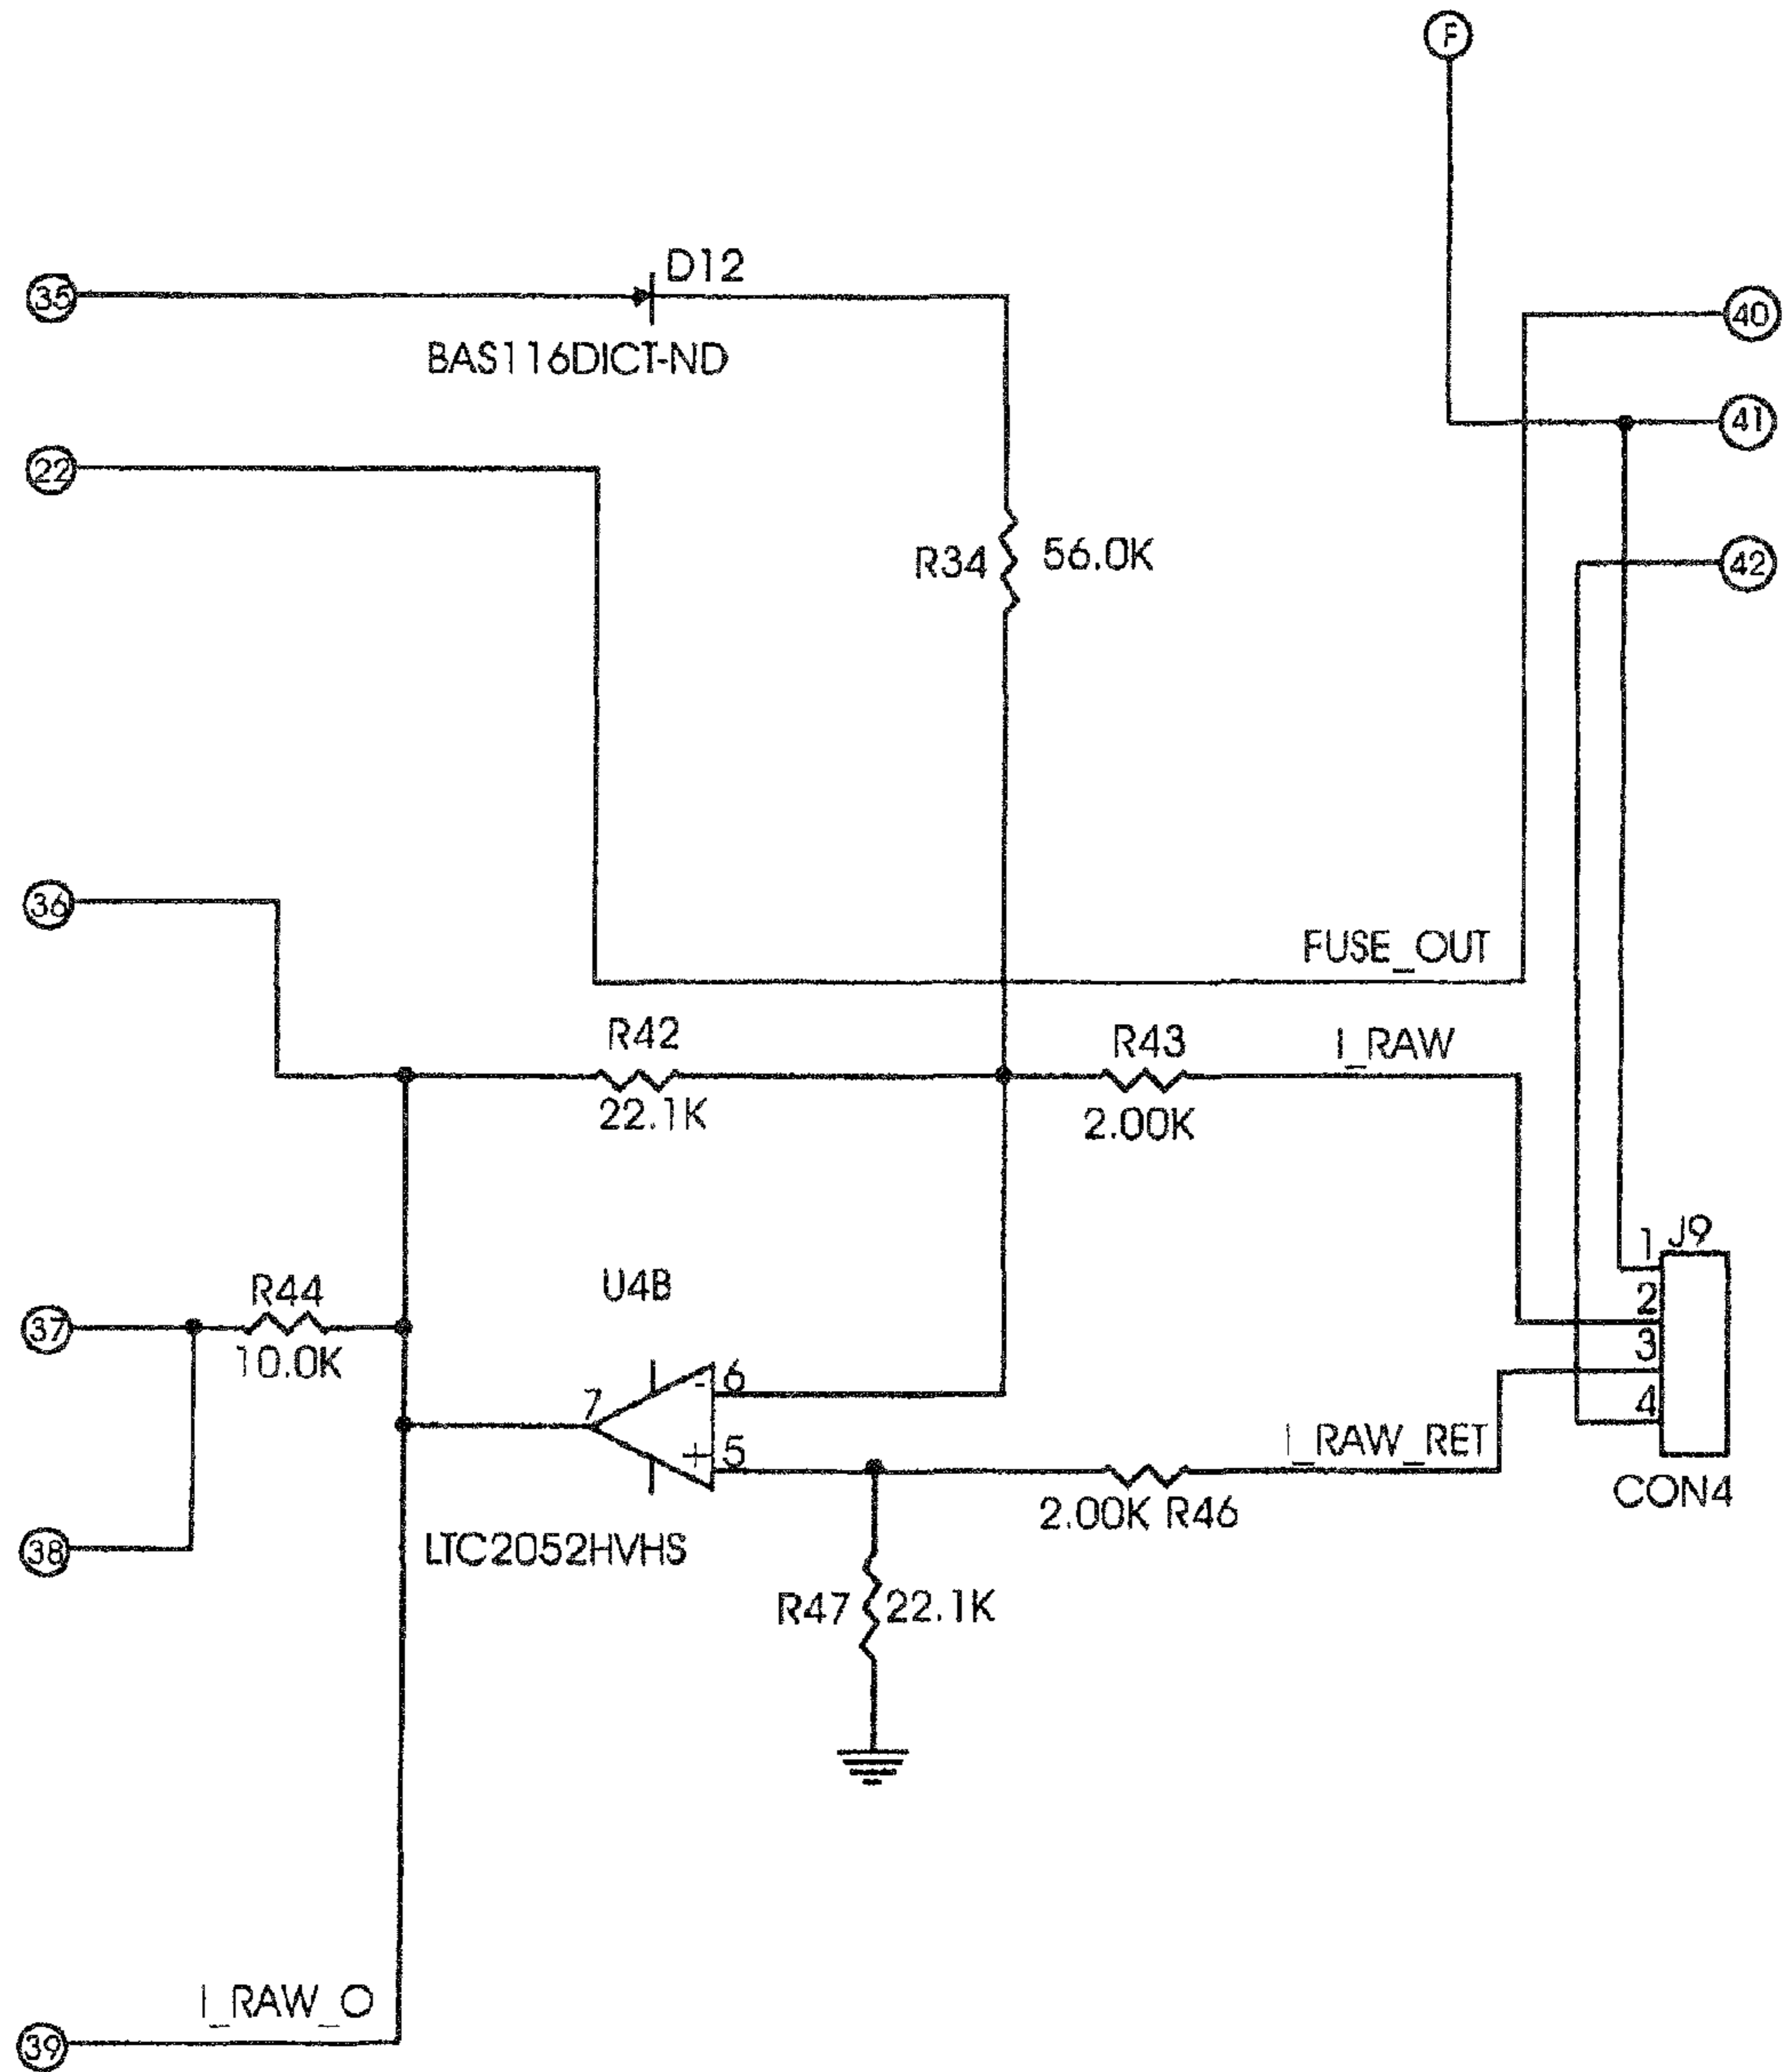 F
35
D12
BAS116DICT-ND
40
41
22
42
R34
56.0K
36
FUSE_OUT
R42
22.1K
R43
2.00K
I_RAW
J9
1
2
3
4
CON4
R44
10.0K
37
U4B
6
-
7
+
5
I_RAW_RET
2.00K R46
38
LTC2052HVHS
R47
22.1K
I_RAW_O
39